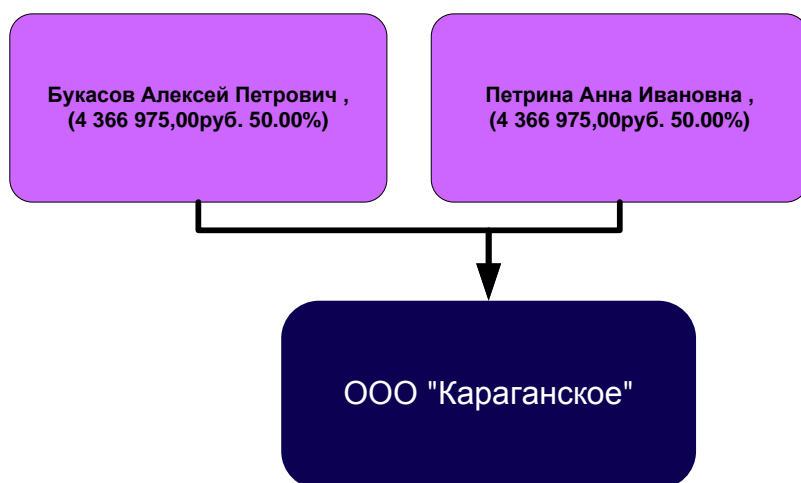 Букасов Алексей Петрович ,
(4 366 975,00руб. 50.00%)
Петрина Анна Ивановна ,
(4 366 975,00руб. 50.00%)
ООО "Караганское"